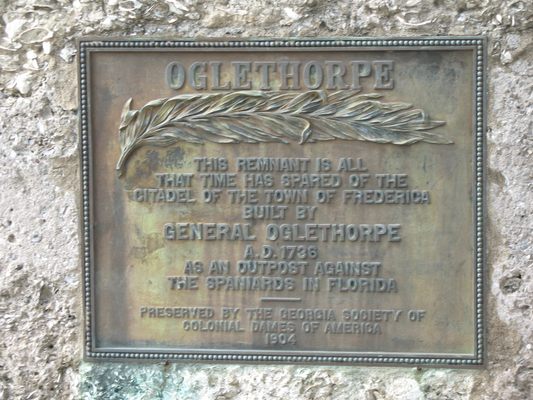 OGLETHORPE
THIS REMNANT IS ALL
THAT TIME HAS SPARED OF THE
CITADEL OF THE TOWN OF FREDERICA
BUILT BY
GENERAL OGLETHORPE
A.D. 1736
AS AN OUTPOST AGAINST
THE SPANIARDS IN FLORIDA
PRESERVED BY THE GEORGIA SOCIETY OF
COLONIAL DAMES OF AMERICA
1904